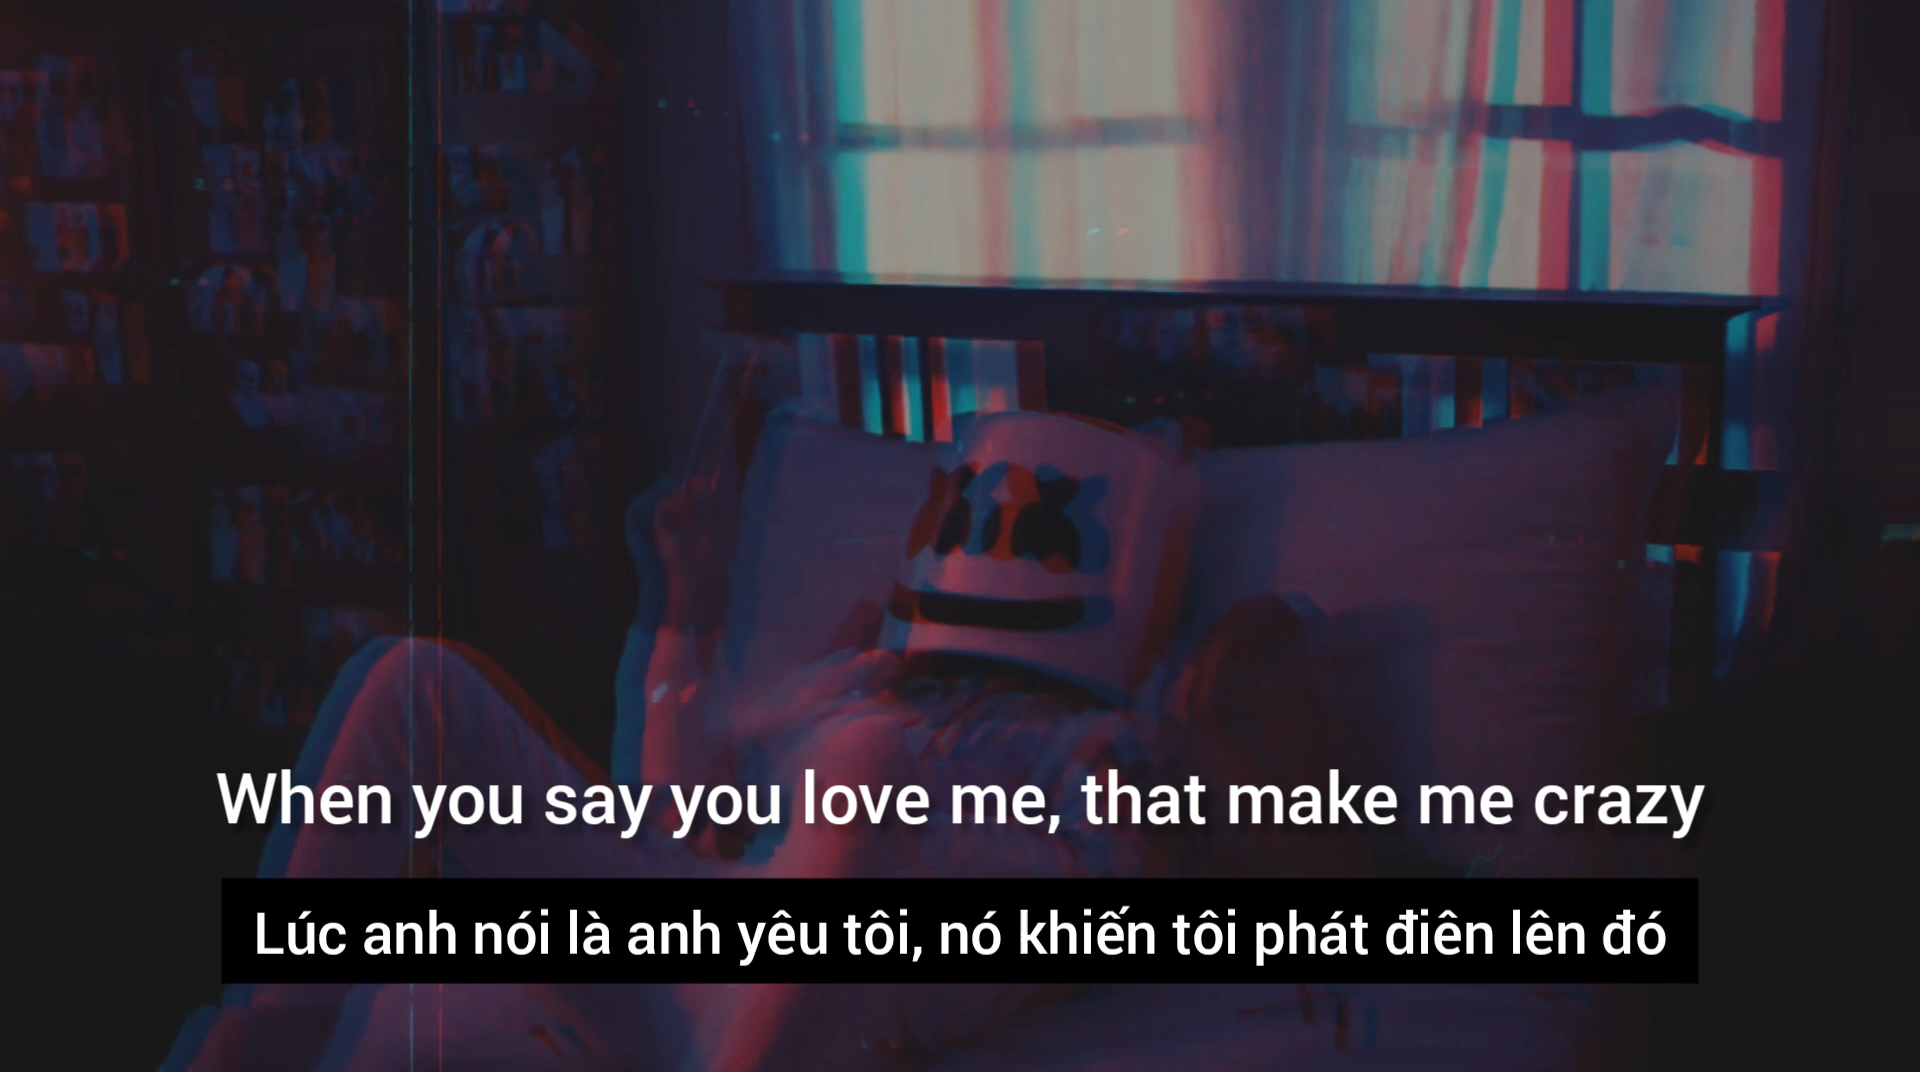 When you say you love me, that make me crazy
Lúc anh nói là anh yêu tôi, nó khiến tôi phát điên lên đó